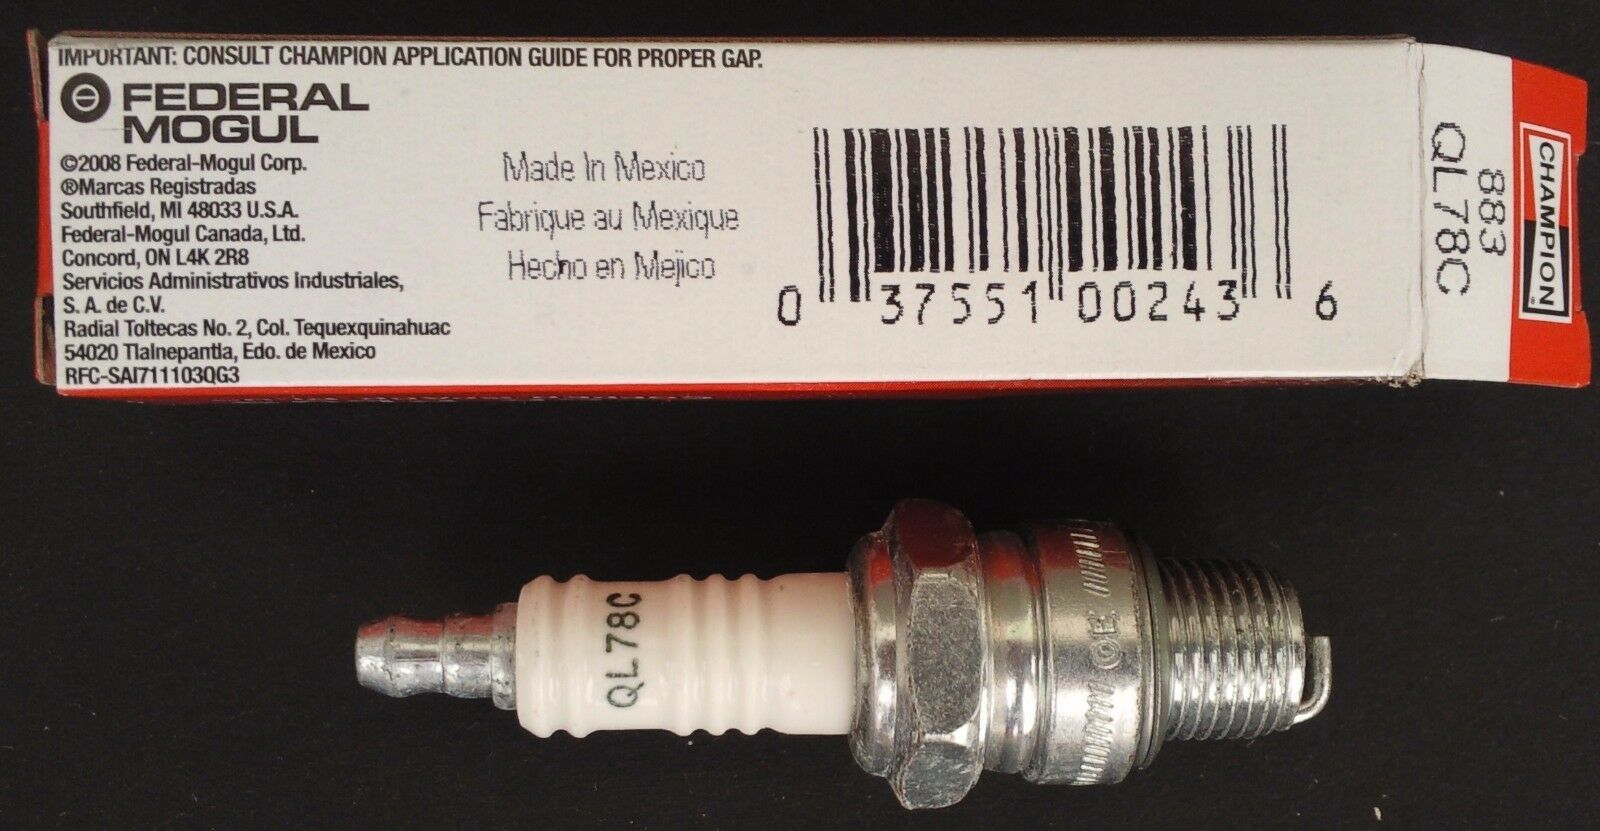 IMPORTANT: CONSULT CHAMPION APPLICATION GUIDE FOR PROPER GAP.
FEDERAL
MOGUL
©2008 Federal-Mogul Corp.
®Marcas Registradas
Southfield, MI 48033 U.S.A.
Federal-Mogul Canada, Ltd.
Concord, ON L4K 2R8
Servicios Administrativos Industriales,
S. A. de C.V.
Radial Toltecas No. 2, Col. Tequexquinahuac
54020 Tlalnepantla, Edo. de Mexico
RFC-SAI711103QG3
Made In Mexico
Fabrique au Mexique
Hecho en Mejico
0 37551 00243 6
883
QL78C
CHAMPION®
QL78C
E